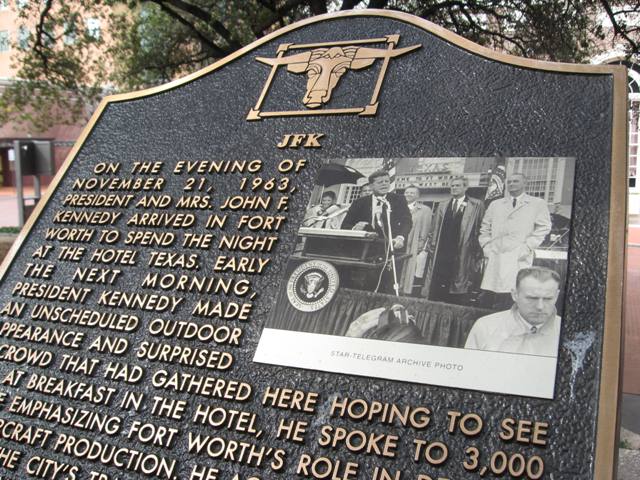 JFK
ON THE EVENING OF
NOVEMBER 21, 1963,
PRESIDENT AND MRS. JOHN F.
KENNEDY ARRIVED IN FORT
WORTH TO SPEND THE NIGHT
AT THE HOTEL TEXAS. EARLY
THE NEXT MORNING,
PRESIDENT KENNEDY MADE
AN UNSCHEDULED OUTDOOR
PPEARANCE AND SURPRISED
CROWD THAT HAD GATHERED HERE HOPING TO SEE
AT BREAKFAST IN THE HOTEL, HE SPOKE TO 3,000
EMPHASIZING FORT WORTH'S ROLE IN
RCRAFT PRODUCTION. HE
THE CITY'S
STAR-TELEGRAM ARCHIVE PHOTO